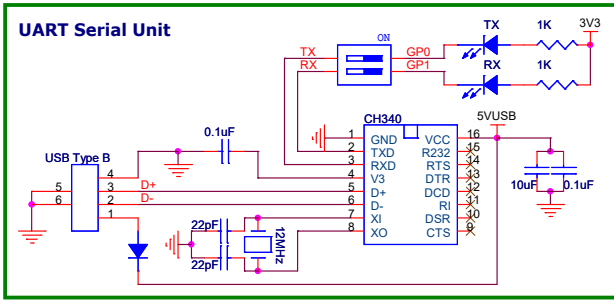 UART Serial Unit
ON
TX
RX
GP0
GP1
TX
RX
1K
1K
3V3
CH340
5VUSB
0.1uF
USB Type B
4
3
2
1
5
6
D+
D-
22pF
22pF
12MHz
1 GND VCC 16
2 TXD R232 15
3 RXD RTS 14
4 V3 DTR 13
5 D+ DCD 12
6 D- RI 11
7 XI DSR 10
8 XO CTS 9
10uF
0.1uF